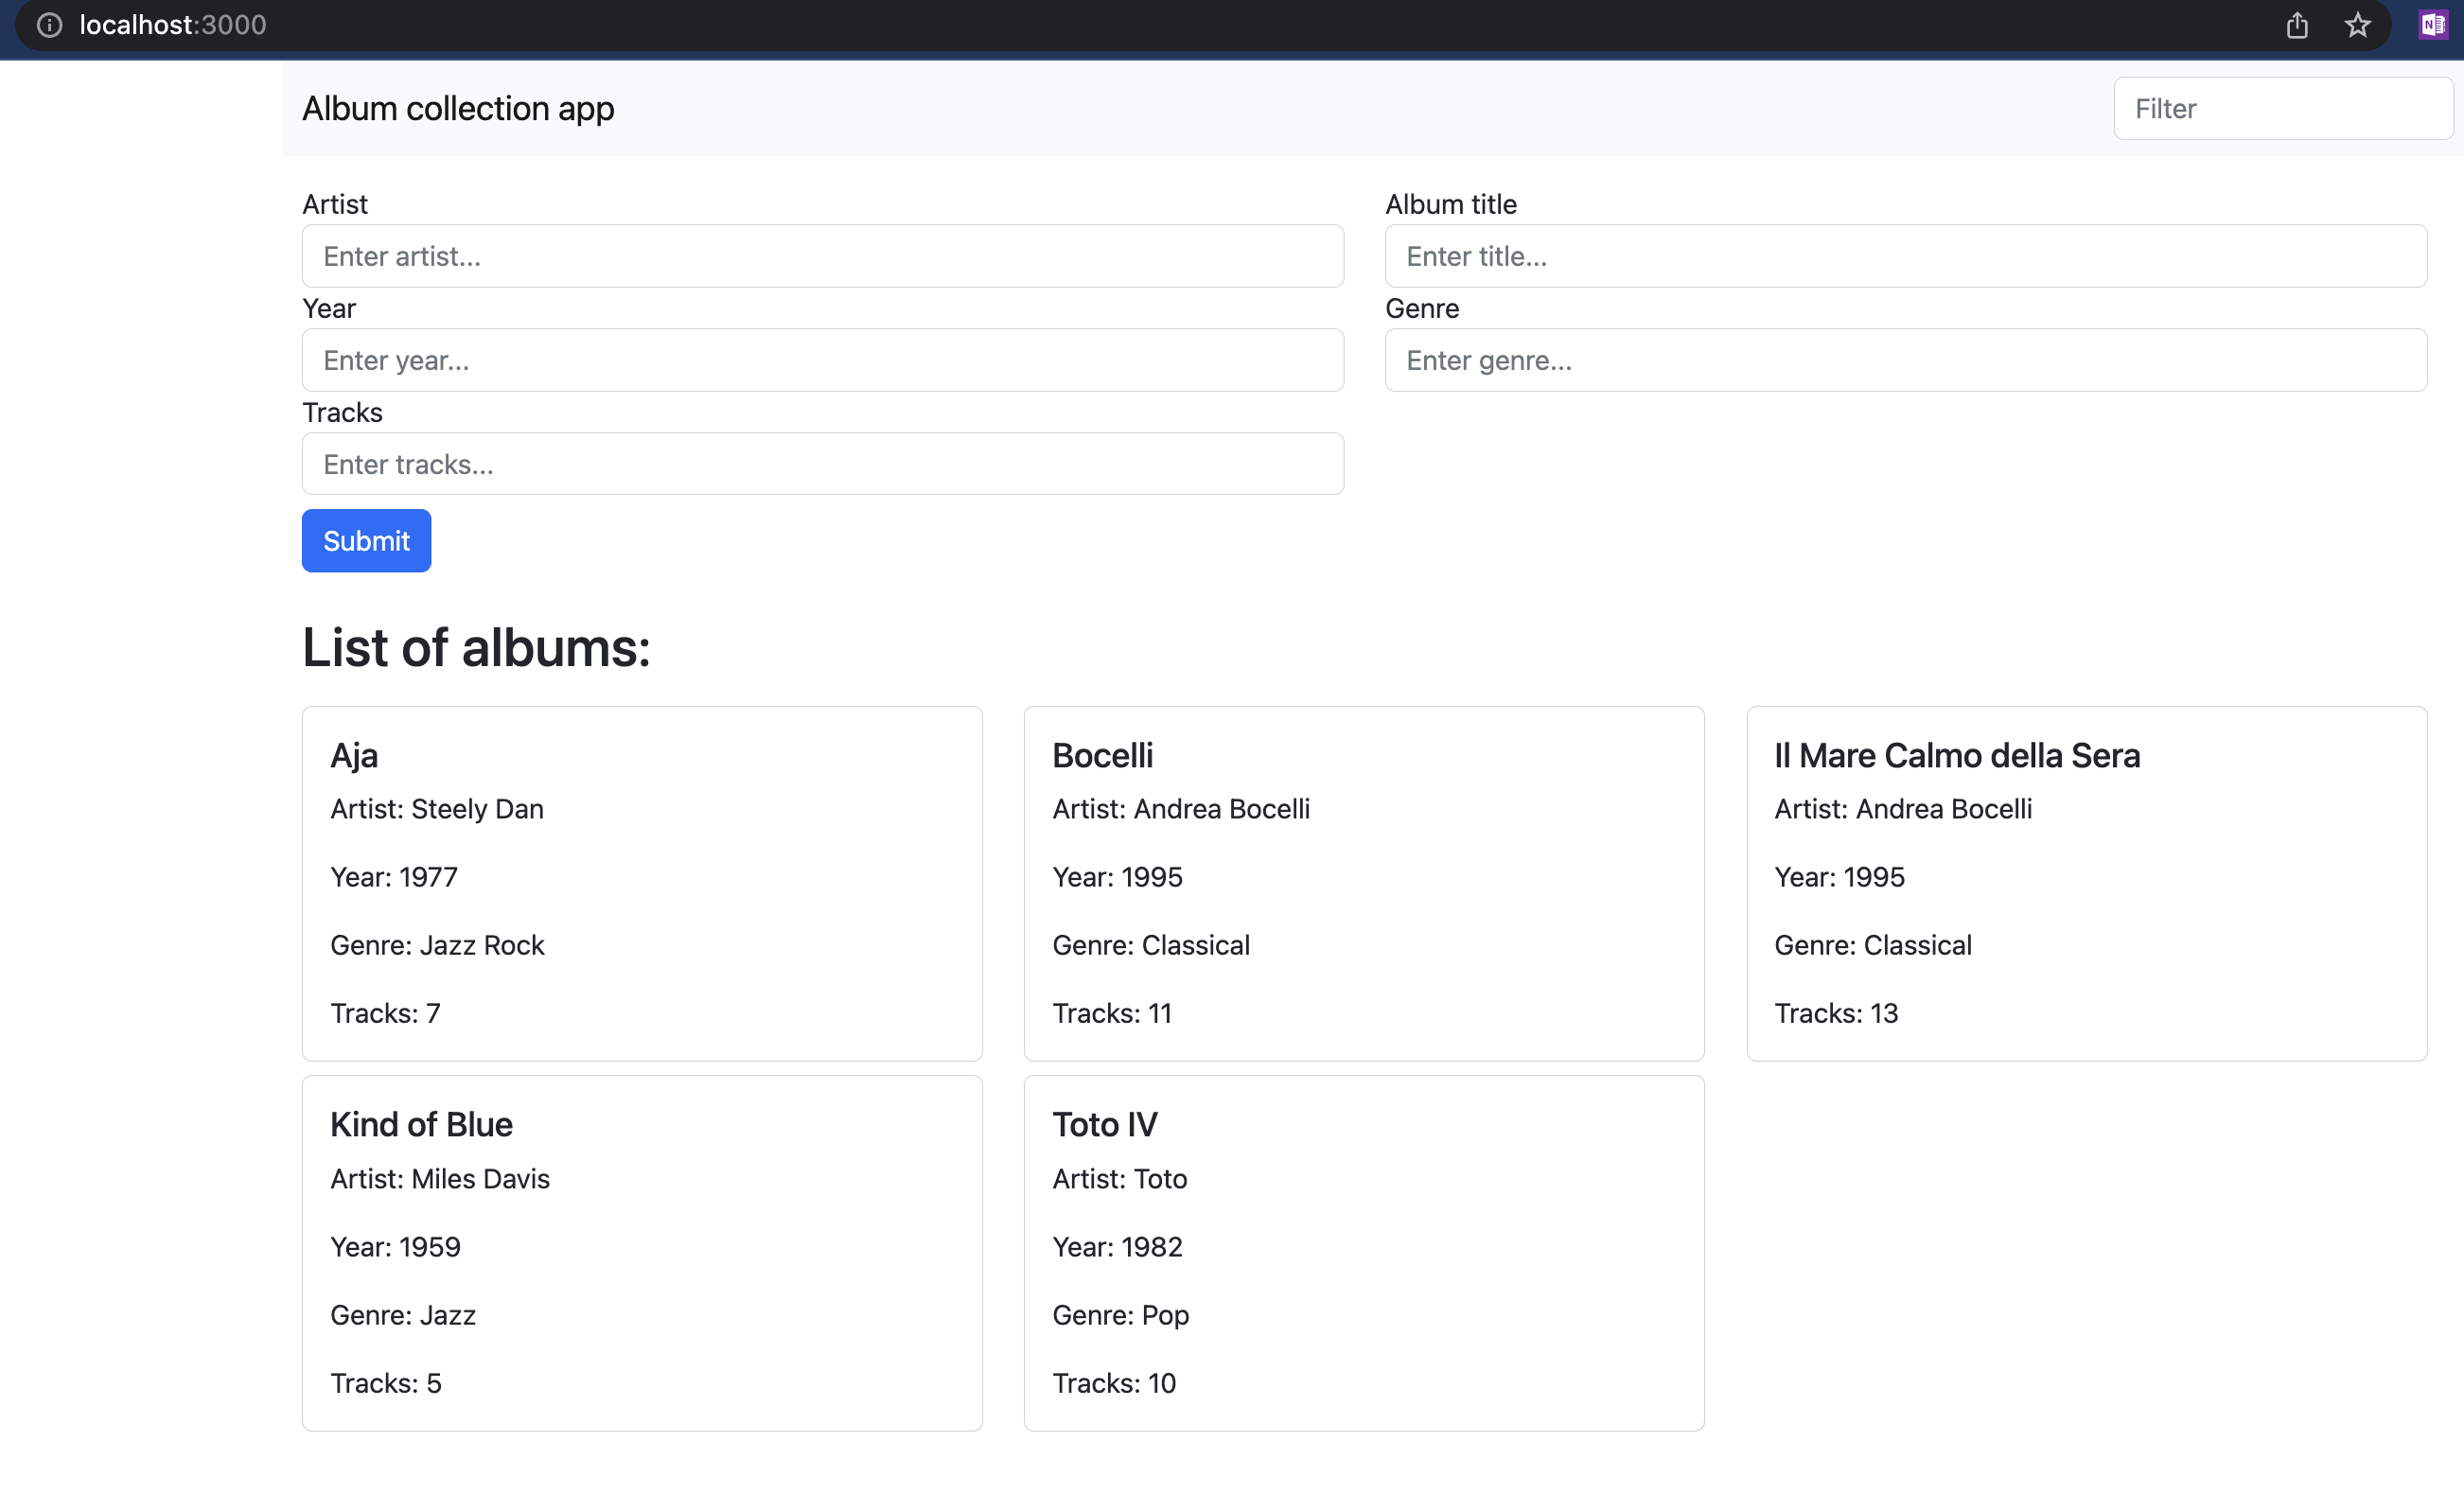 localhost:3000
N
Album collection app
Filter
Artist
Album title
Enter artist...
Enter title...
Year
Genre
Enter year...
Enter genre...
Tracks
Enter tracks...
Submit
List of albums:
Aja
Artist: Steely Dan
Year: 1977
Genre: Jazz Rock
Tracks: 7
Bocelli
Artist: Andrea Bocelli
Year: 1995
Genre: Classical
Tracks: 11
Il Mare Calmo della Sera
Artist: Andrea Bocelli
Year: 1995
Genre: Classical
Tracks: 13
Kind of Blue
Artist: Miles Davis
Year: 1959
Genre: Jazz
Tracks: 5
Toto IV
Artist: Toto
Year: 1982
Genre: Pop
Tracks: 10